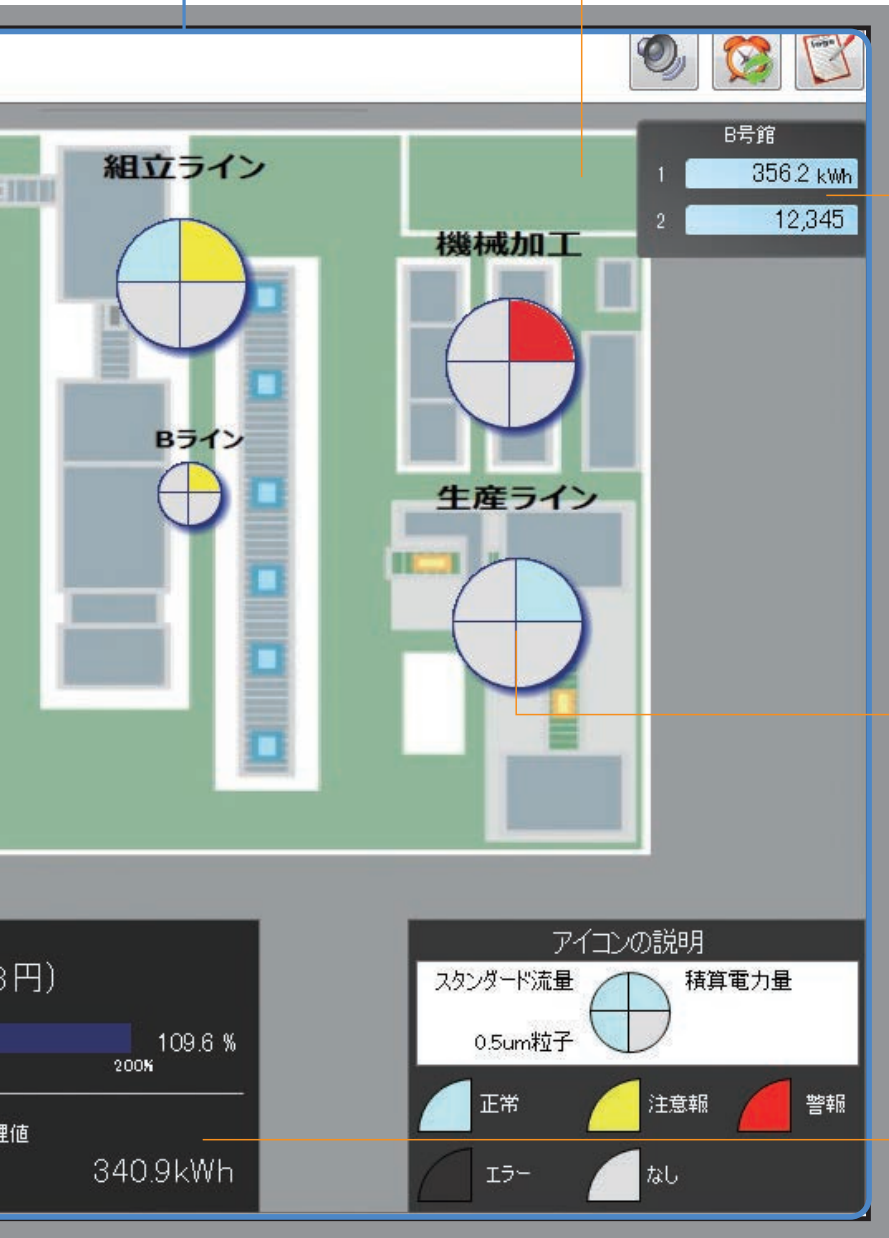 B号館
1 356.2 kWh
2 12,345
組立ライン
機械加工
Bライン
生産ライン
円)
109.6 %
200%
理値
340.9kWh
アイコンの説明
スタンダード流量 積算電力量
0.5um粒子
正常 注意報 警報
エラー なし